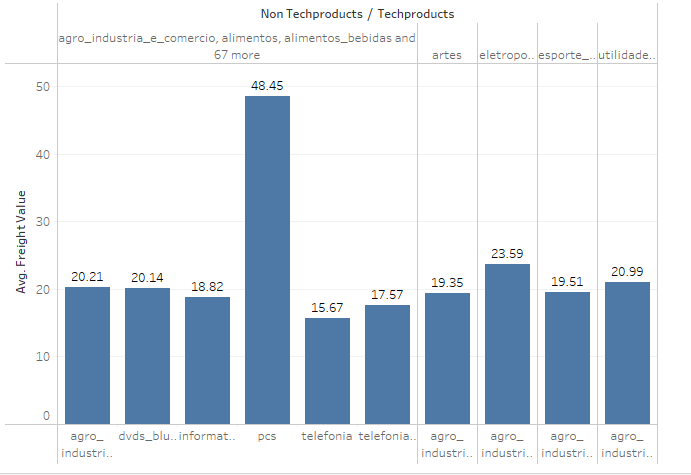 Non Techproducts / Techproducts
agro_industria_e_comercio, alimentos, alimentos_bebidas and
67 more
artes
eletropo..
esporte_..
utilidade..
50
40
30
20
10
0
Avg. Freight Value
20.21
20.14
18.82
48.45
15.67
17.57
19.35
23.59
19.51
20.99
agro_
industri..
dvds_blu..
informat..
pcs
telefonia
telefonia..
agro_
industri..
agro_
industri..
agro_
industri..
agro_
industri..